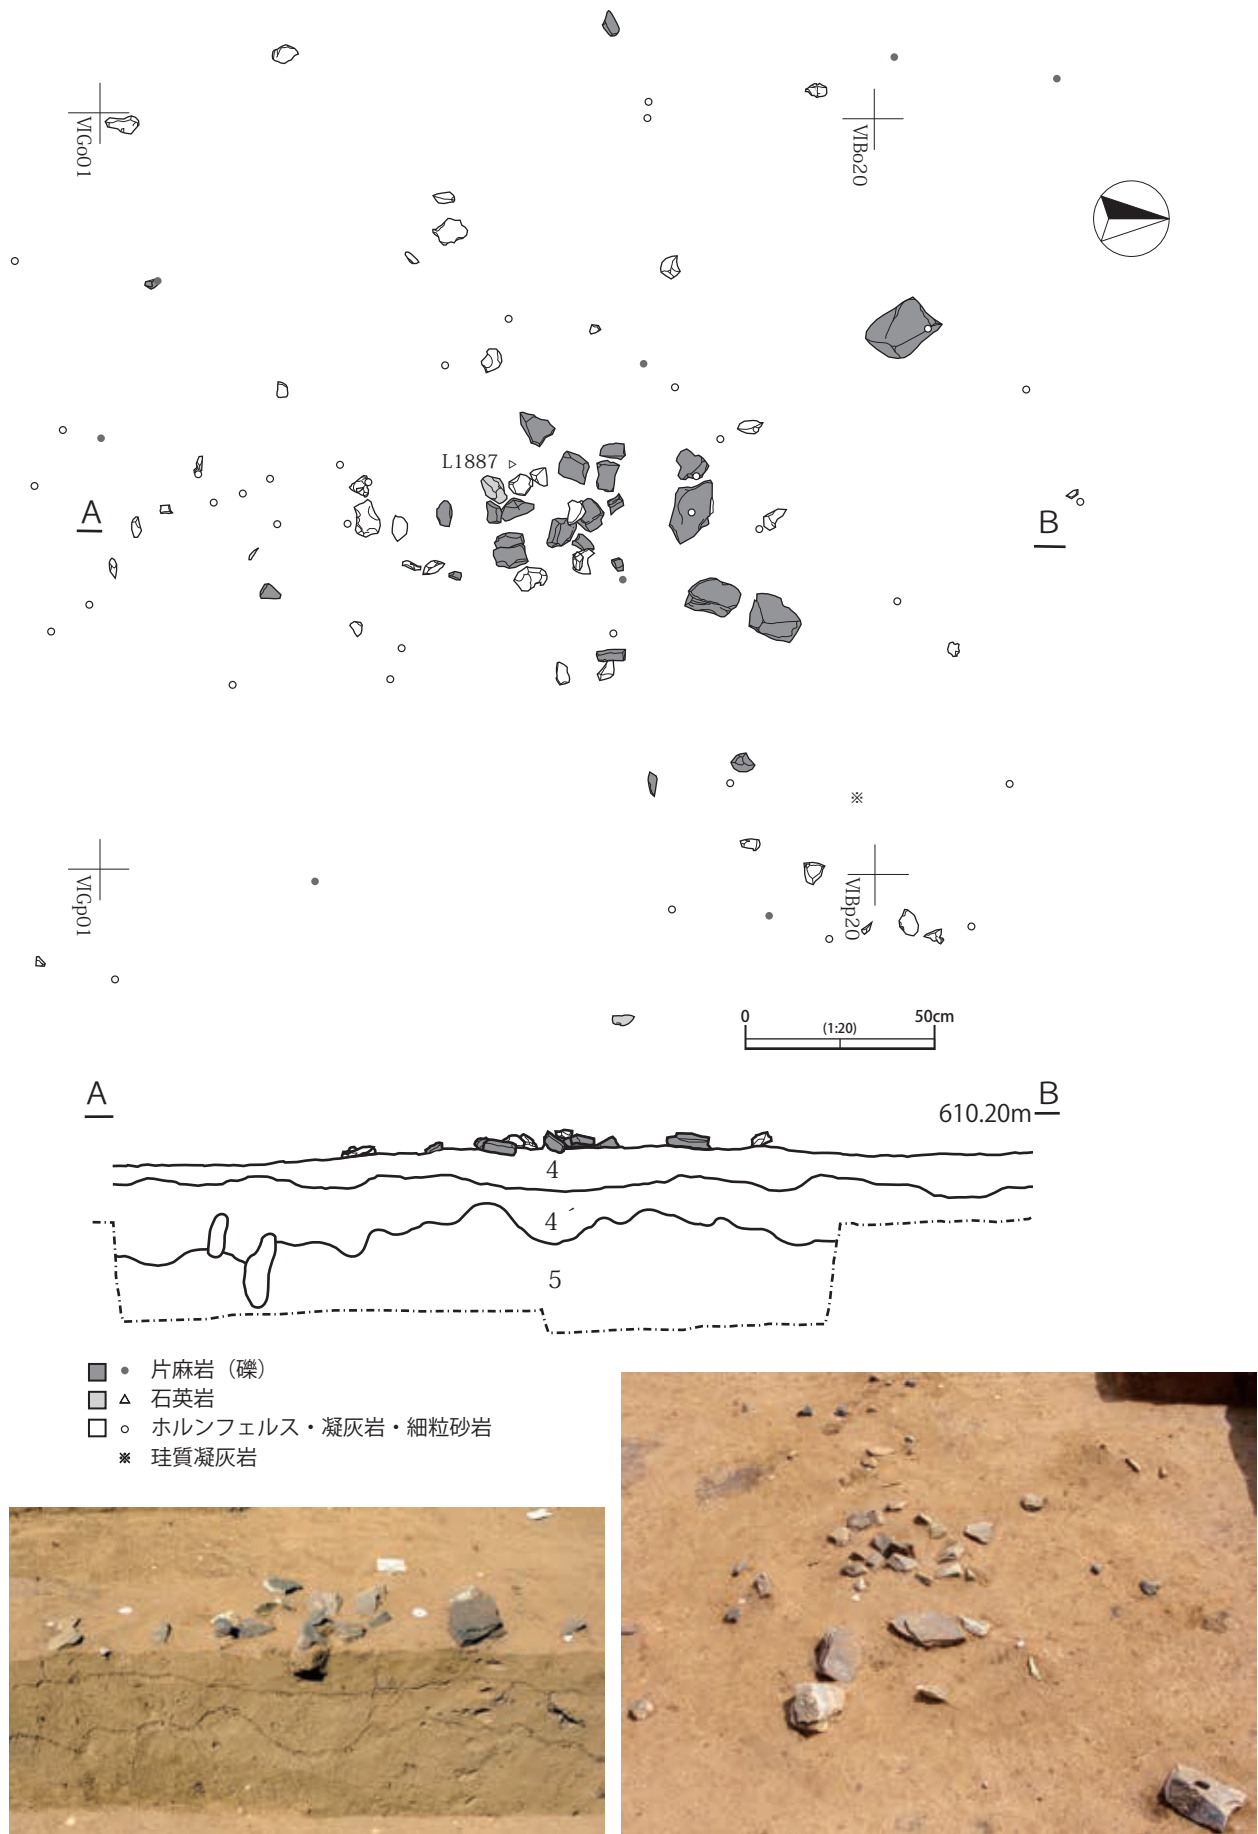 VIGo01
VIBo20
L1887
A
B
※
VIGp01
VIBp20
0
50cm
(1:20)
A
B
610.20m
4
4´
5
片麻岩（礫）
石英岩
ホルンフェルス・凝灰岩・細粒砂岩
※ 珪質凝灰岩